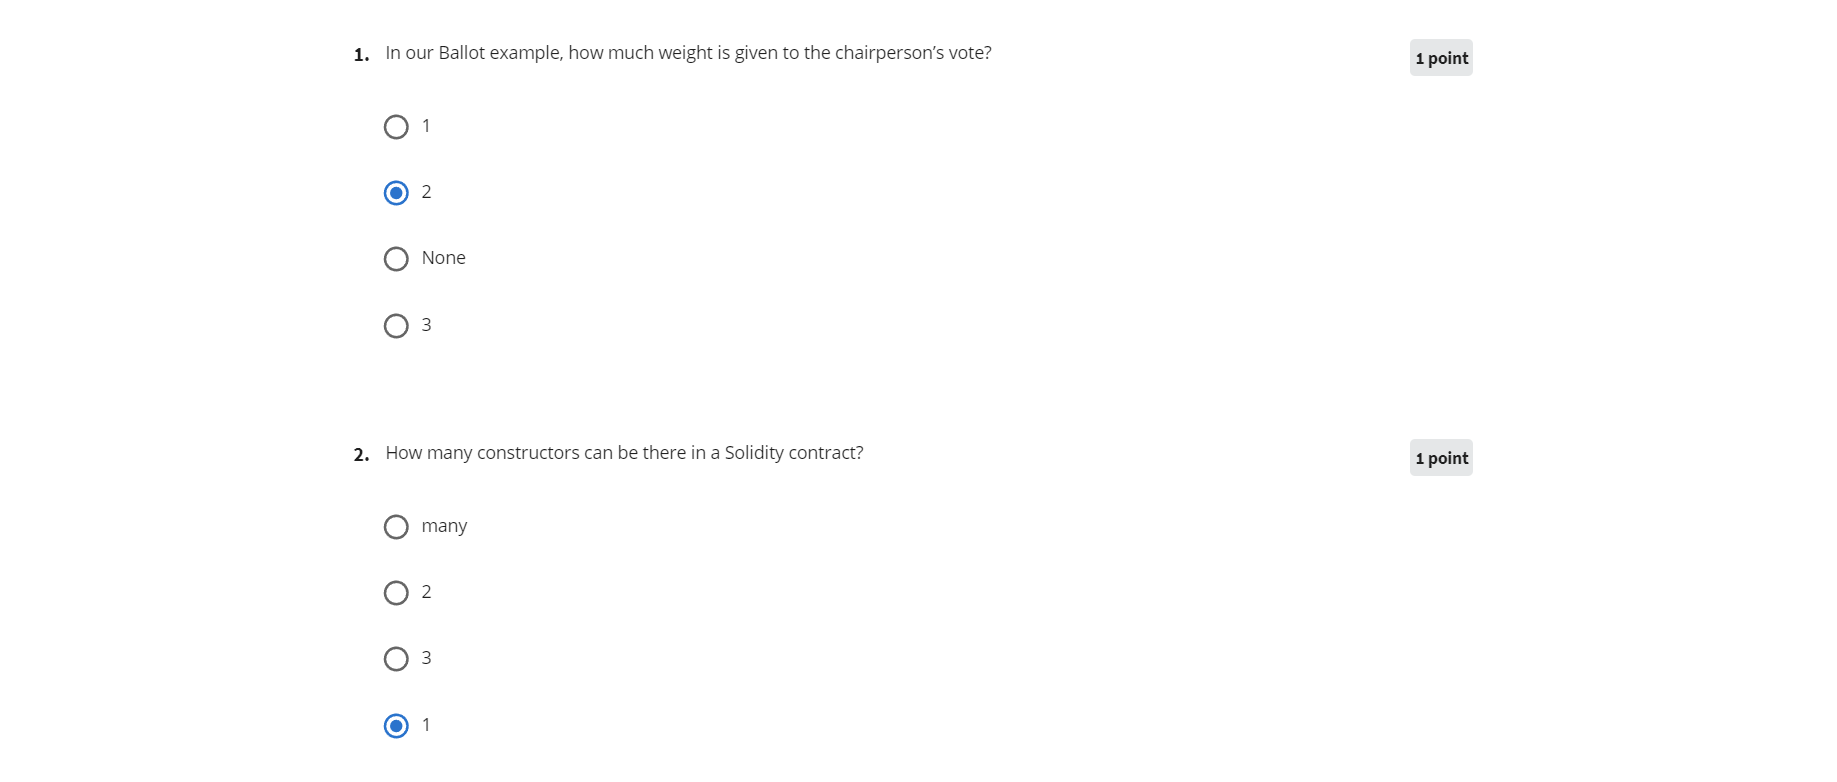 1. In our Ballot example, how much weight is given to the chairperson’s vote?
1 point
1
2
None
3
2. How many constructors can be there in a Solidity contract?
1 point
many
2
3
1